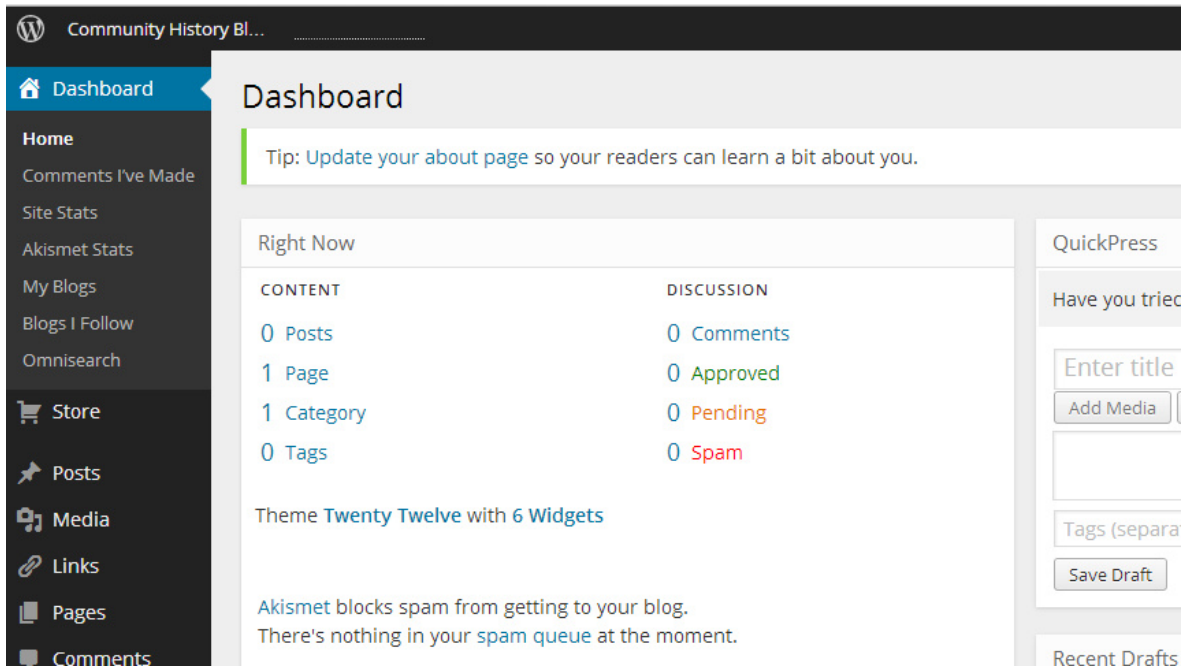 Community History Bl...
Dashboard
Home
Comments I've Made
Site Stats
Akismet Stats
My Blogs
Blogs I Follow
Omnisearch
Store
Posts
Media
Links
Pages
Comments
Dashboard
Tip: Update your about page so your readers can learn a bit about you.
Right Now
CONTENT
0 Posts
1 Page
1 Category
0 Tags
DISCUSSION
0 Comments
0 Approved
0 Pending
0 Spam
Theme Twenty Twelve with 6 Widgets
Akismet blocks spam from getting to your blog.
There's nothing in your spam queue at the moment.
QuickPress
Have you tried
Enter title
Add Media
Tags (separa
Save Draft
Recent Drafts